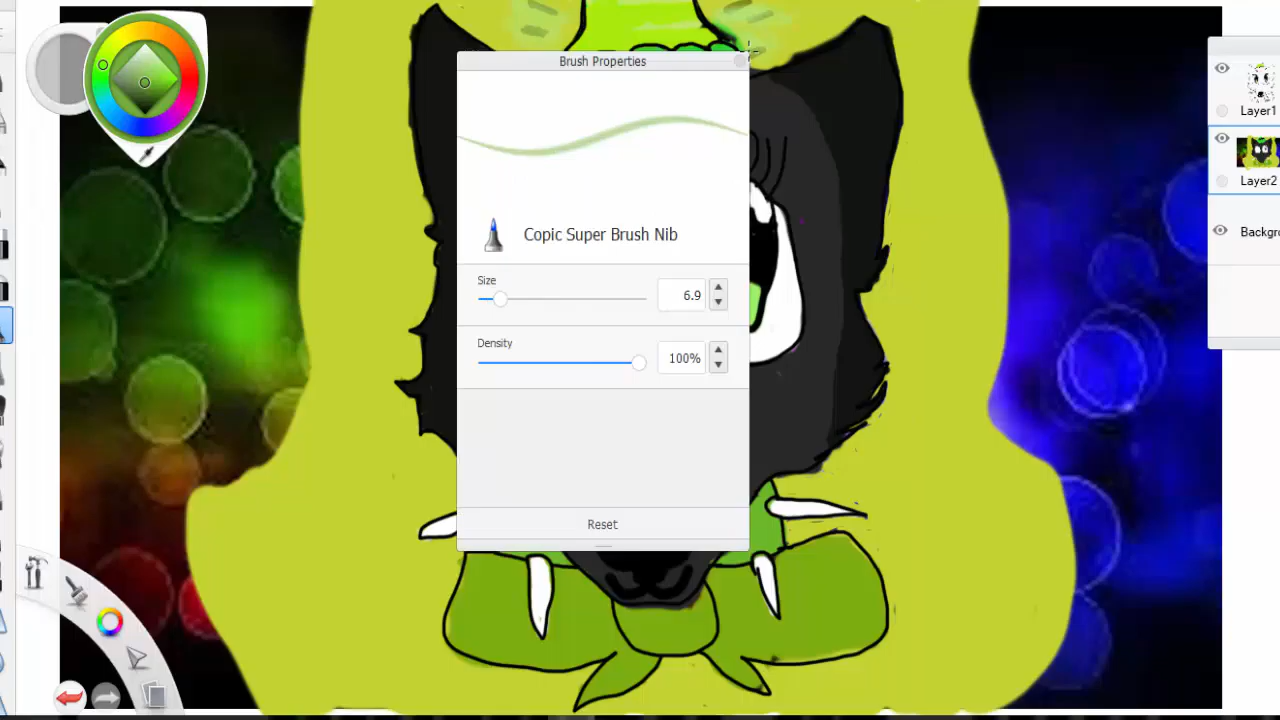 Brush Properties
Copic Super Brush Nib
Size
6.9
Density
100%
Reset
Layer1
Layer2
Backgro